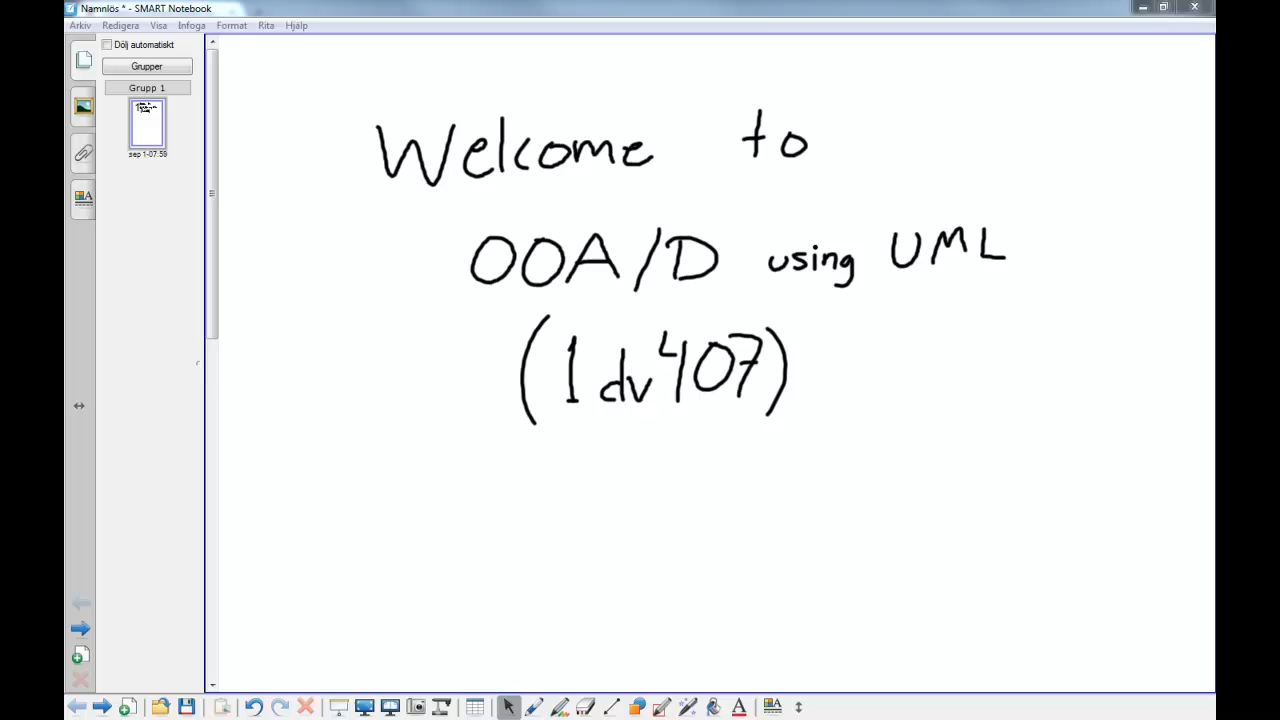 Namnlös * - SMART Notebook
Arkiv Redigera Visa Infoga Format Rita Hjälp
Dölj automatiskt
Grupper
Grupp 1
sep 1-07:59
Welcome to
OOA/D using UML
(1dv407)